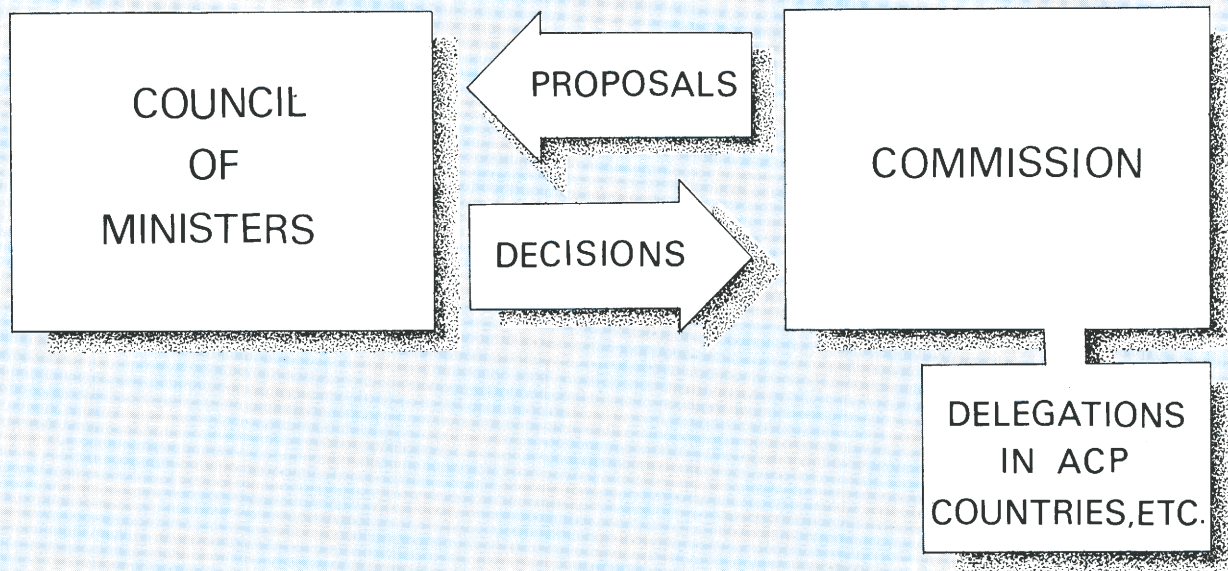 COUNCIL
OF
MINISTERS
PROPOSALS
DECISIONS
COMMISSION
DELEGATIONS
IN ACP
COUNTRIES, ETC.